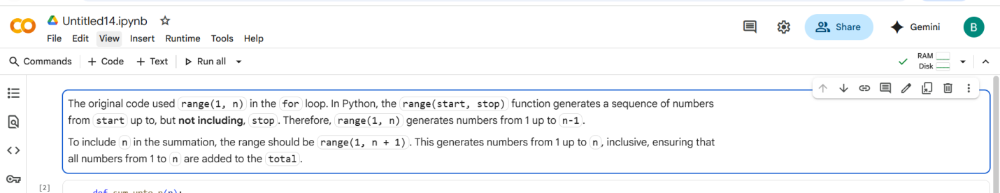 Untitled14.ipynb
File Edit View Insert Runtime Tools Help
Share
Gemini
B
Commands + Code + Text Run all
RAM
Disk
The original code used range(1, n) in the for loop. In Python, the range(start, stop) function generates a sequence of numbers
from start up to, but not including, stop. Therefore, range(1, n) generates numbers from 1 up to n-1.
To include n in the summation, the range should be range(1, n + 1). This generates numbers from 1 up to n, inclusive, ensuring that
all numbers from 1 to n are added to the total.
[2]
def sum_upto_n(n):